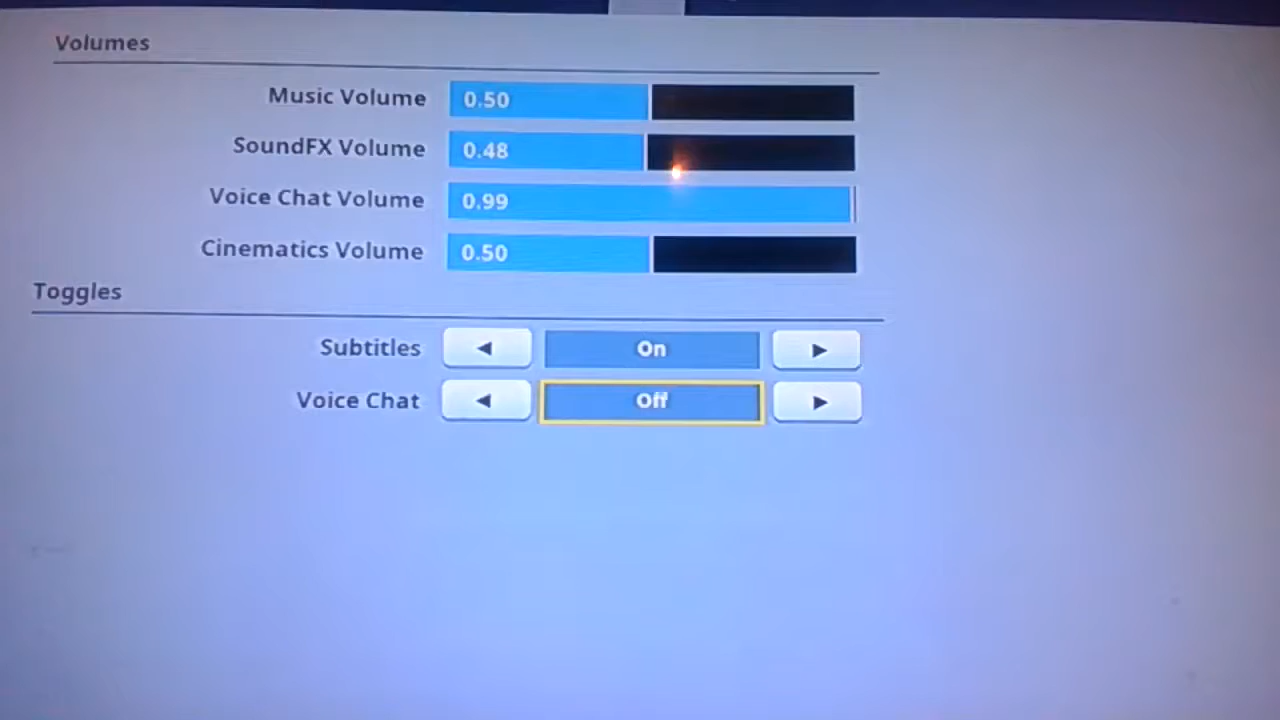 Volumes
Music Volume 0.50
SoundFX Volume 0.48
Voice Chat Volume 0.99
Cinematics Volume 0.50
Toggles
Subtitles ◄ On ►
Voice Chat ◄ Off ►